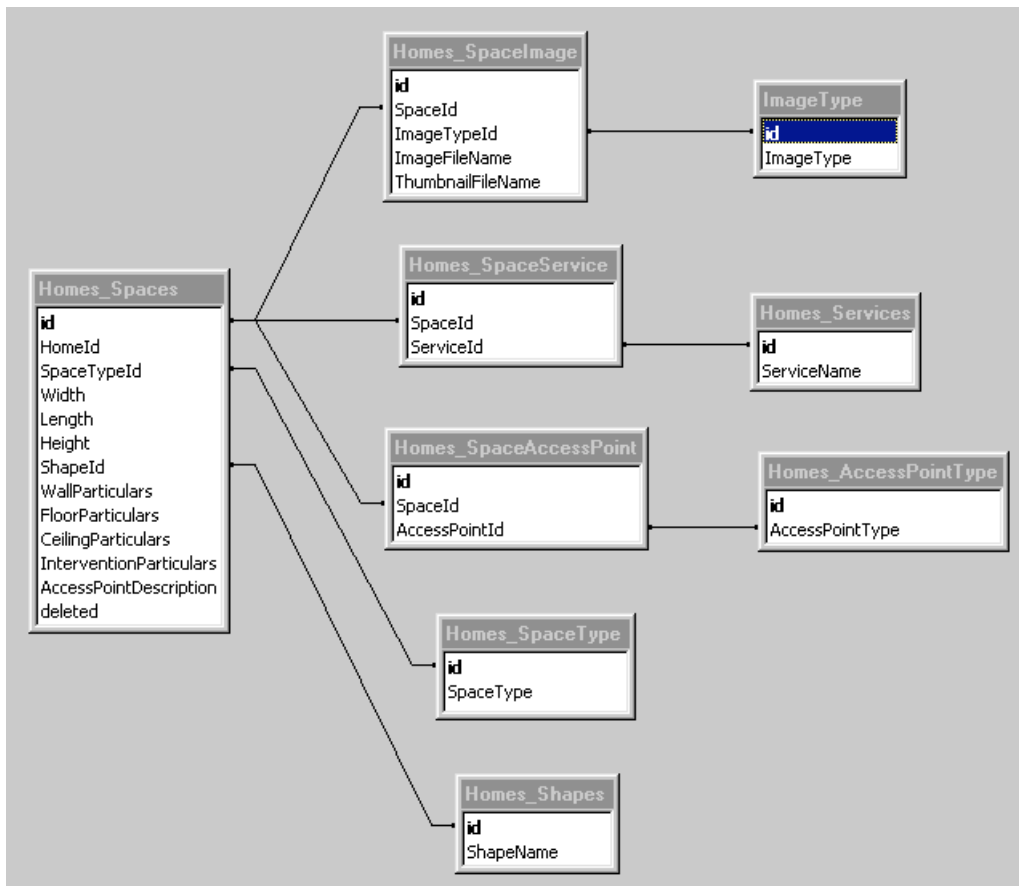 Homes_SpaceImage
id
SpaceId
ImageTypeId
ImageFileName
ThumbnailFileName
ImageType
id
ImageType
Homes_Spaces
id
HomeId
SpaceTypeId
Width
Length
Height
ShapeId
WallParticulars
FloorParticulars
CeilingParticulars
InterventionParticulars
AccessPointDescription
deleted
Homes_SpaceService
id
SpaceId
ServiceId
Homes_Services
id
ServiceName
Homes_SpaceAccessPoint
id
SpaceId
AccessPointId
Homes_AccessPointType
id
AccessPointType
Homes_SpaceType
id
SpaceType
Homes_Shapes
id
ShapeName